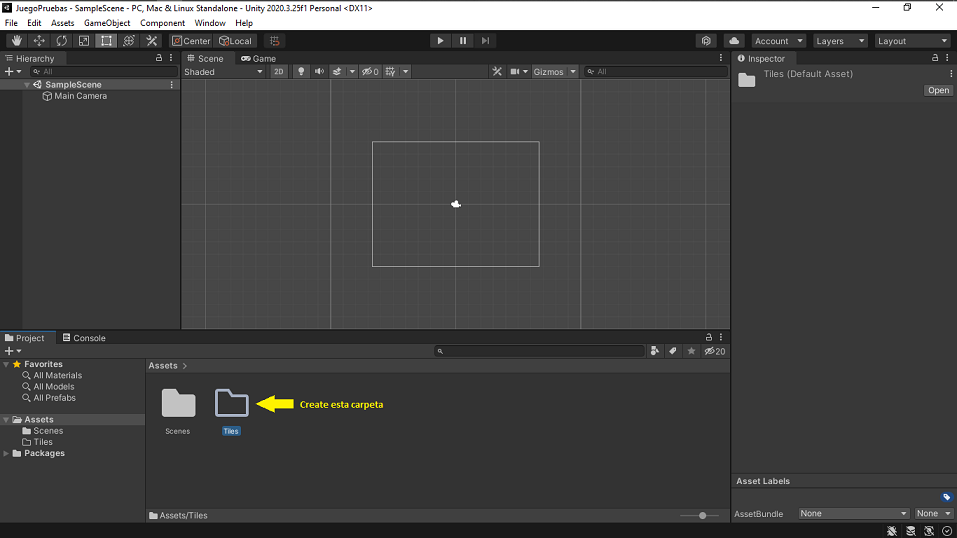 JuegoPruebas - SampleScene - PC, Mac & Linux Standalone - Unity 2020.3.25f1 Personal <DX11>
File Edit Assets GameObject Component Window Help
Center Local Account Layers Layout
Hierarchy
All
SampleScene
Main Camera
Scene Game
Shaded 2D 0 Gizmos All
Inspector
Tiles (Default Asset)
Open
Project Console
20
Favorites
All Materials
All Models
All Prefabs
Assets
Scenes
Tiles
Packages
Assets
Scenes
Tiles
Create esta carpeta
Assets/Tiles
Asset Labels
AssetBundle None None